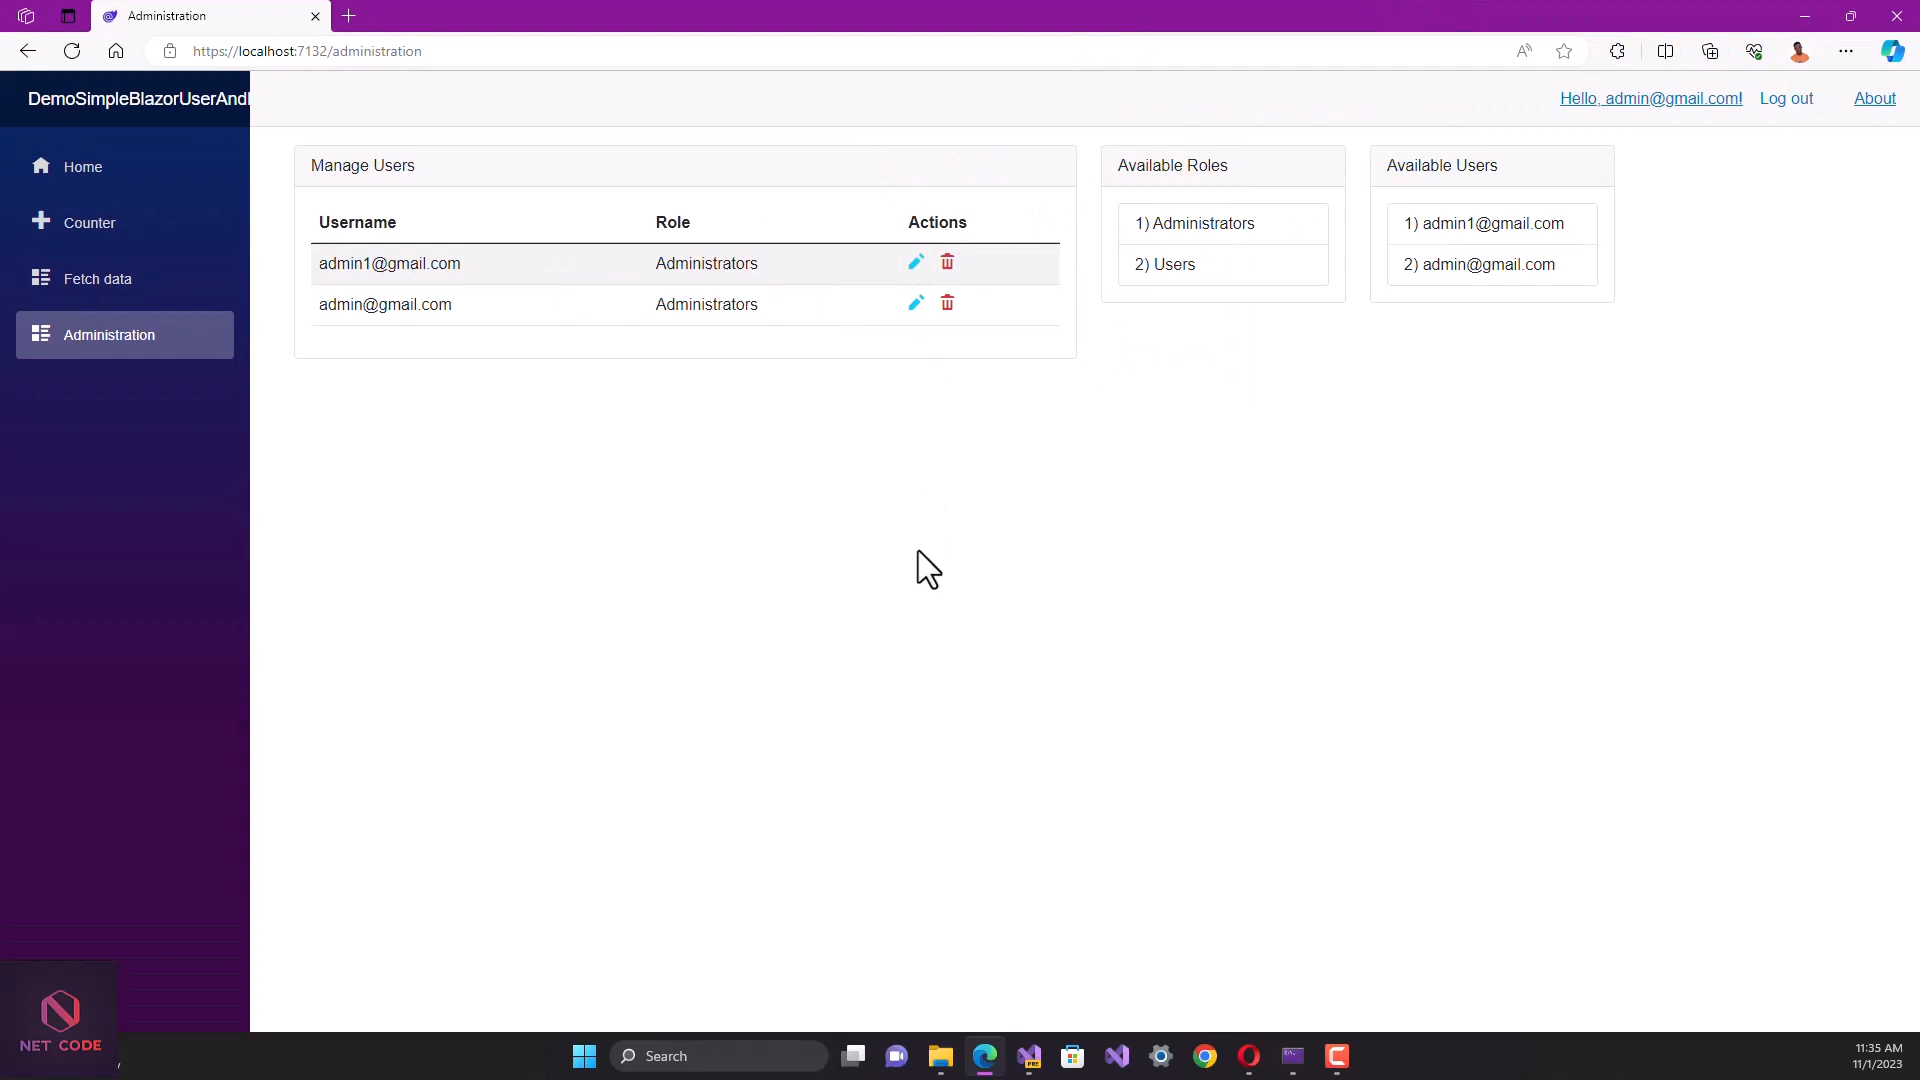 Administration
https://localhost:7132/administration
DemoSimpleBlazorUserAnd
Hello, admin@gmail.com! Log out About
Home
Counter
Fetch data
Administration
Manage Users
Username Role Actions
admin1@gmail.com Administrators
admin@gmail.com Administrators
Available Roles
1) Administrators
2) Users
Available Users
1) admin1@gmail.com
2) admin@gmail.com
NET CODE
Search
PRE
11:35 AM
11/1/2023